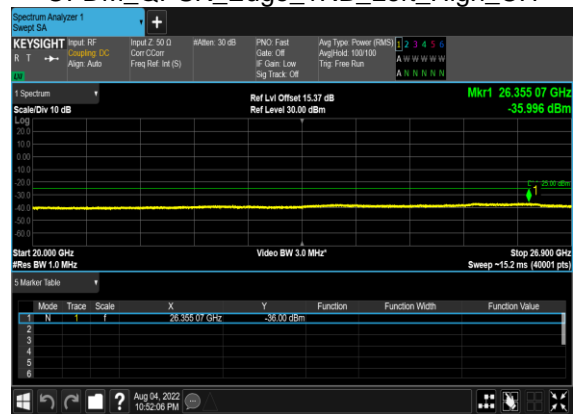 Spectrum Analyzer 1
Swept SA
+
KEYSIGHT Input: RF Input Z: 50 Ω #Atten: 30 dB PNO: Fast Avg Type: Power (RMS) 1 2 3 4 5 6
R T Coupling: DC Corr CCorr Gate: Off Avg|Hold: 100/100 A W W W W W
Align: Auto Freq Ref: Int (S) IF Gain: Low Trig: Free Run
LV Sig Track: Off A N N N N N
1 Spectrum Ref Lvl Offset 15.37 dB Mkr1 26.355 07 GHz
Scale/Div 10 dB Ref Level 30.00 dBm -35.996 dBm
Log
20.0
10.0
0.00
-10.0
-20.0
1
-30.0
-40.0
-50.0
-60.0
Start 20.000 GHz Video BW 3.0 MHz* Stop 26.900 GHz
#Res BW 1.0 MHz Sweep ~15.2 ms (40001 pts)
5 Marker Table
Mode Trace Scale X Y Function Function Width Function Value
1 N 1 f 26.355 07 GHz -36.00 dBm
2
3
4
5
6
? Aug 04, 2022
10:52:06 PM